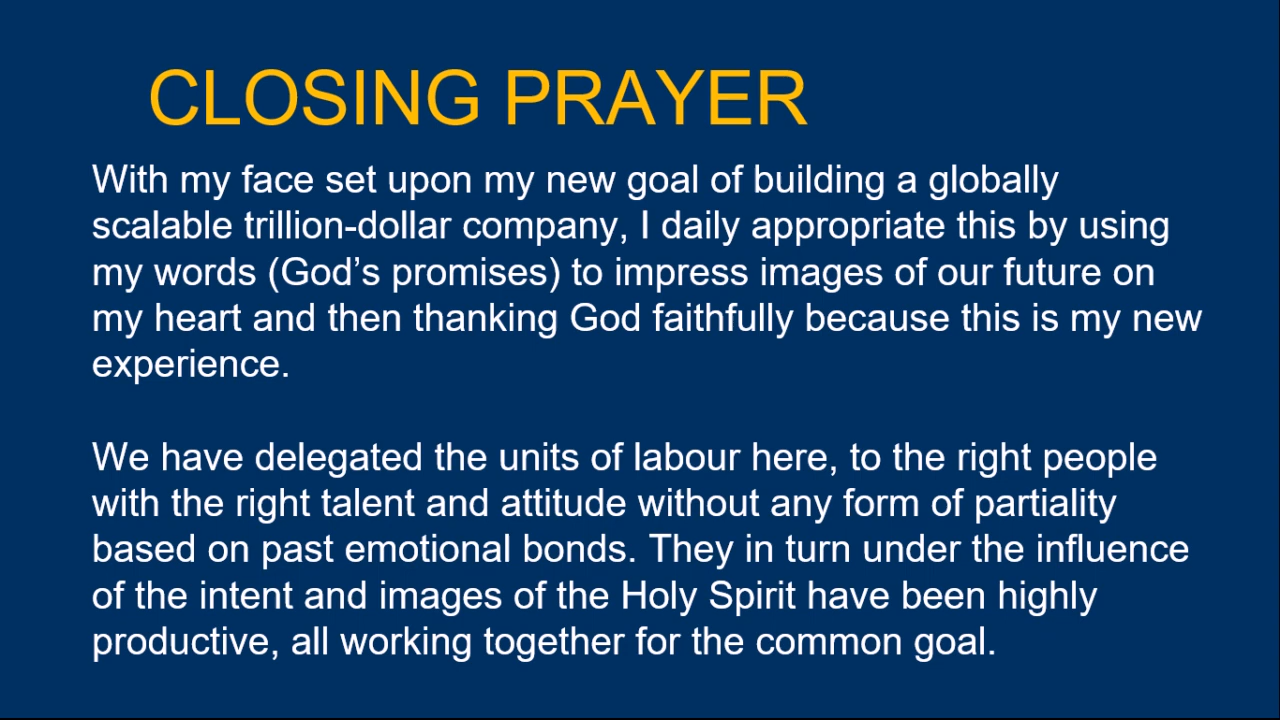 CLOSING PRAYER
With my face set upon my new goal of building a globally
scalable trillion-dollar company, I daily appropriate this by using
my words (God’s promises) to impress images of our future on
my heart and then thanking God faithfully because this is my new
experience.
We have delegated the units of labour here, to the right people
with the right talent and attitude without any form of partiality
based on past emotional bonds. They in turn under the influence
of the intent and images of the Holy Spirit have been highly
productive, all working together for the common goal.